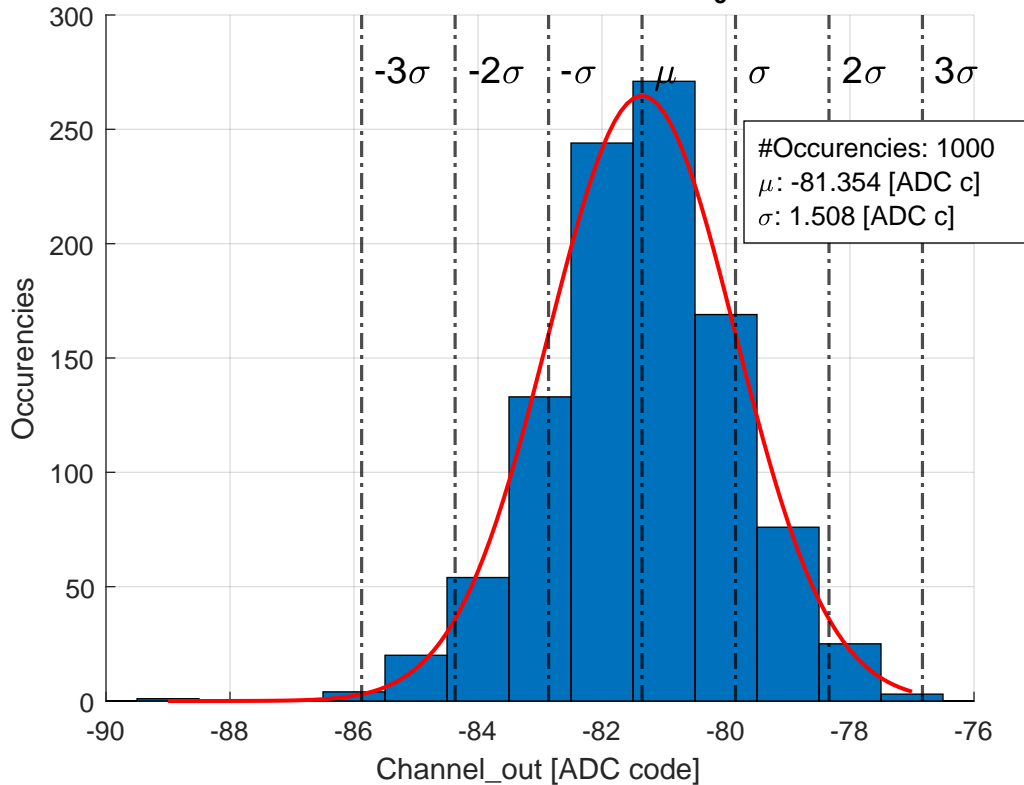 300
250
200
150
100
50
0
-3σ
-2σ
-σ
μ
σ
2σ
3σ
#Occurencies: 1000
μ: -81.354 [ADC c]
σ: 1.508 [ADC c]
Occurencies
-90
-88
-86
-84
-82
-80
-78
-76
Channel_out [ADC code]